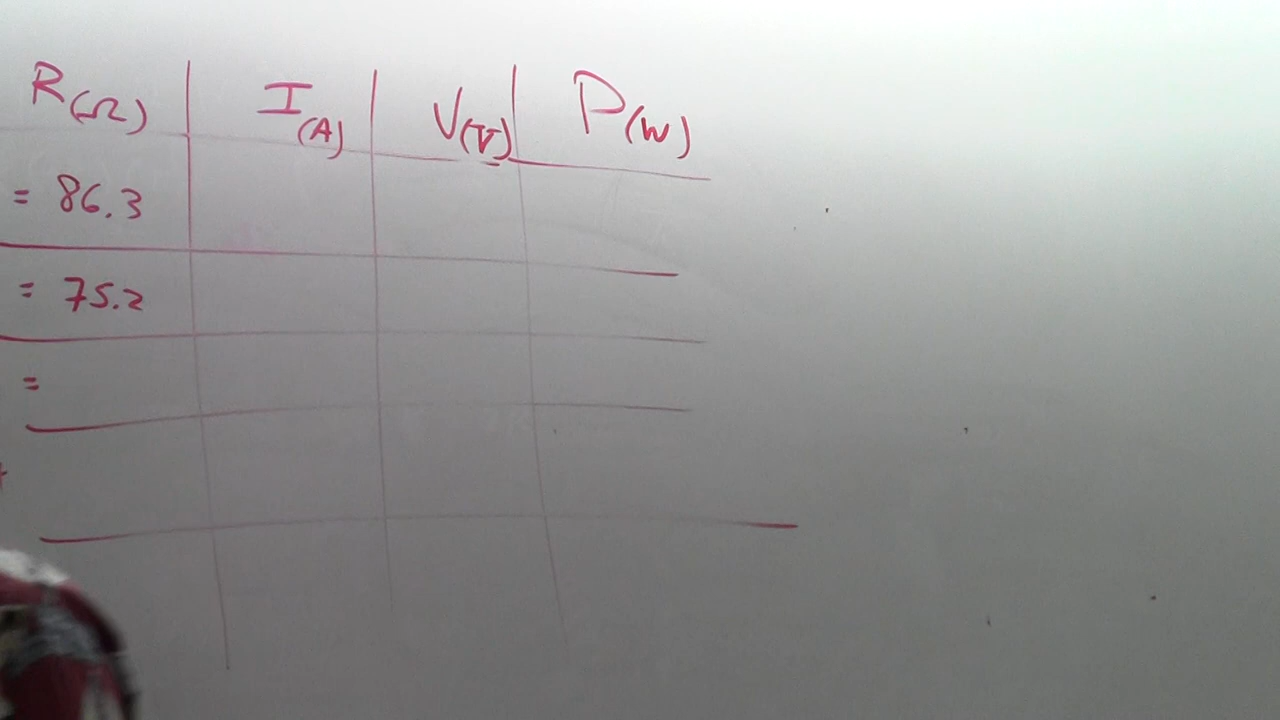 R(Ω) I(A) V(V) P(W)
= 86.3
= 75.2
=